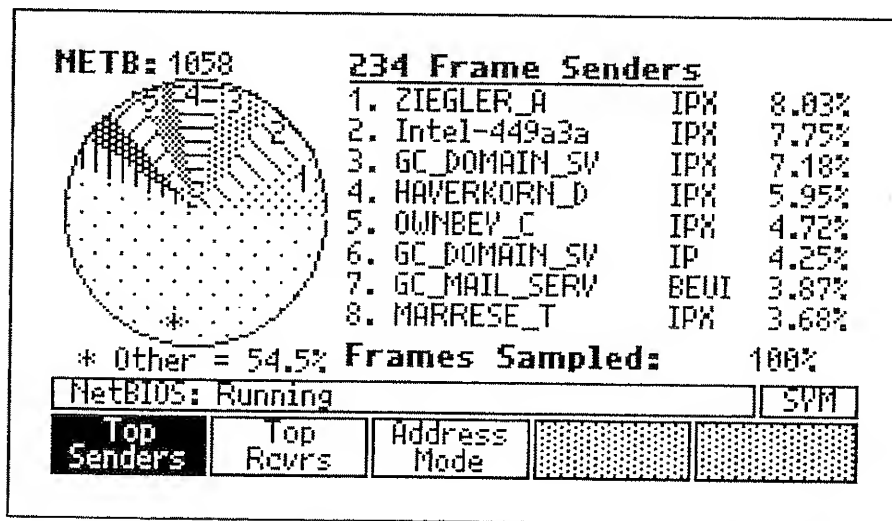 NETB: 1058
234 Frame Senders
1. ZIEGLER_A IPX 8.03%
2. Intel-449a3a IPX 7.75%
3. GC_DOMAIN_SV IPX 7.18%
4. HAVERKORN_D IPX 5.95%
5. OWNBEY_C IPX 4.72%
6. GC_DOMAIN_SV IP 4.25%
7. GC_MAIL_SERV BEUI 3.87%
8. MARRESE_T IPX 3.68%
5 4 3 2 1
*
* Other = 54.5%
Frames Sampled: 100%
NetBIOS: Running
SYM
Top Senders
Top Rcvrs
Address Mode